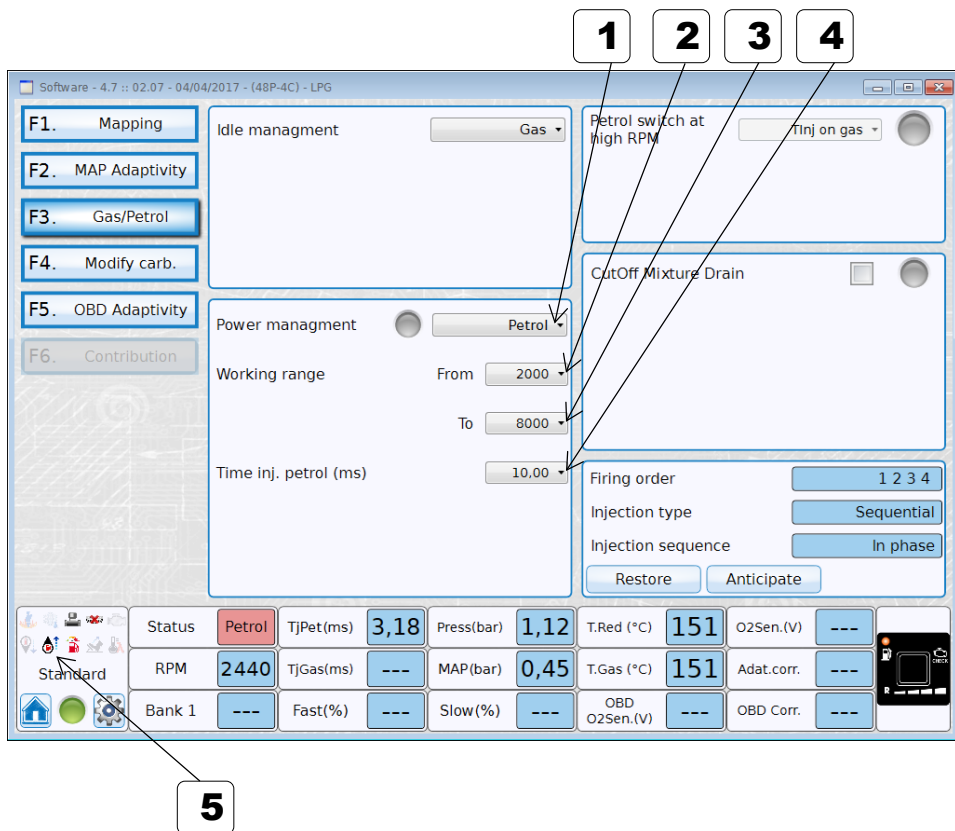 1 2 3 4
Software - 4.7 :: 02.07 - 04/04/2017 - (48P-4C) - LPG
F1. Mapping
F2. MAP Adaptivity
F3. Gas/Petrol
F4. Modify carb.
F5. OBD Adaptivity
F6. Contribution
Idle managment Gas
Power managment Petrol
Working range From 2000
To 8000
Time inj. petrol (ms) 10,00
Petrol switch at
high RPM TInj on gas
CutOff Mixture Drain
Firing order 1 2 3 4
Injection type Sequential
Injection sequence In phase
Restore Anticipate
Standard
Status Petrol TjPet(ms) 3,18 Press(bar) 1,12 T.Red (°C) 151 O2Sen.(V) ---
RPM 2440 TjGas(ms) --- MAP(bar) 0,45 T.Gas (°C) 151 Adat.corr. ---
Bank 1 --- Fast(%) --- Slow(%) --- OBD
O2Sen.(V) --- OBD Corr. ---
CHECK
R
5